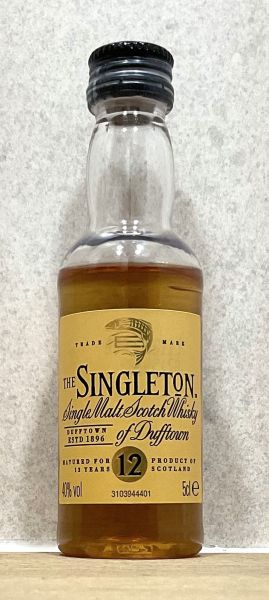 TRADE MARK
THE SINGLETON.
Single Malt Scotch Whisky
DUFFTOWN
ESTD 1896
of Dufftown
MATURED FOR
12 YEARS
12
PRODUCT OF
SCOTLAND
40% vol
3103944401
5cl e